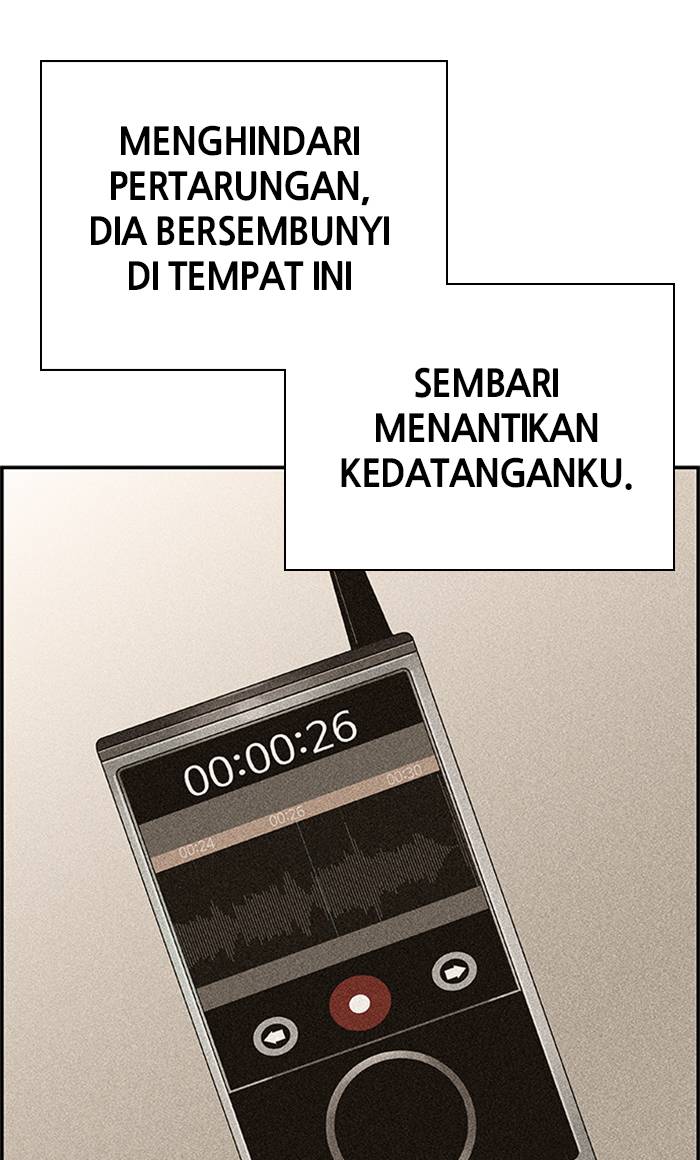 MENGHINDARI
PERTARUNGAN,
DIA BERSEMBUNYI
DI TEMPAT INI
SEMBARI
MENANTIKAN
KEDATANGANKU.
00:00:26
00:24
00:26
00:30